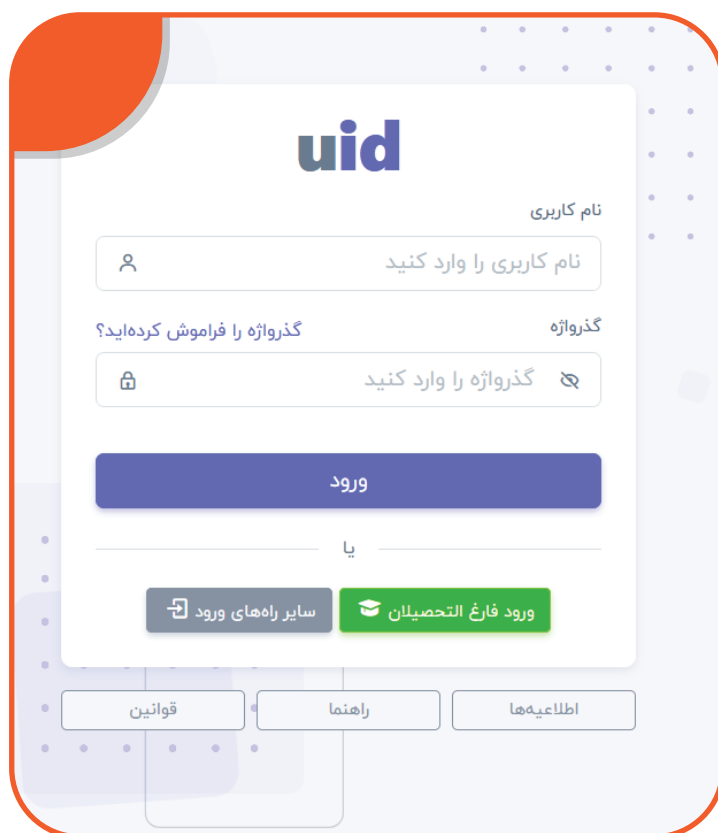 uid
نام کاربری
نام کاربری را وارد کنید
گذرواژه
گذرواژه را فراموش کرده‌اید؟
گذرواژه را وارد کنید
ورود
یا
ورود فارغ التحصیلان
سایر راه‌های ورود
اطلاعیه‌ها
راهنما
قوانین